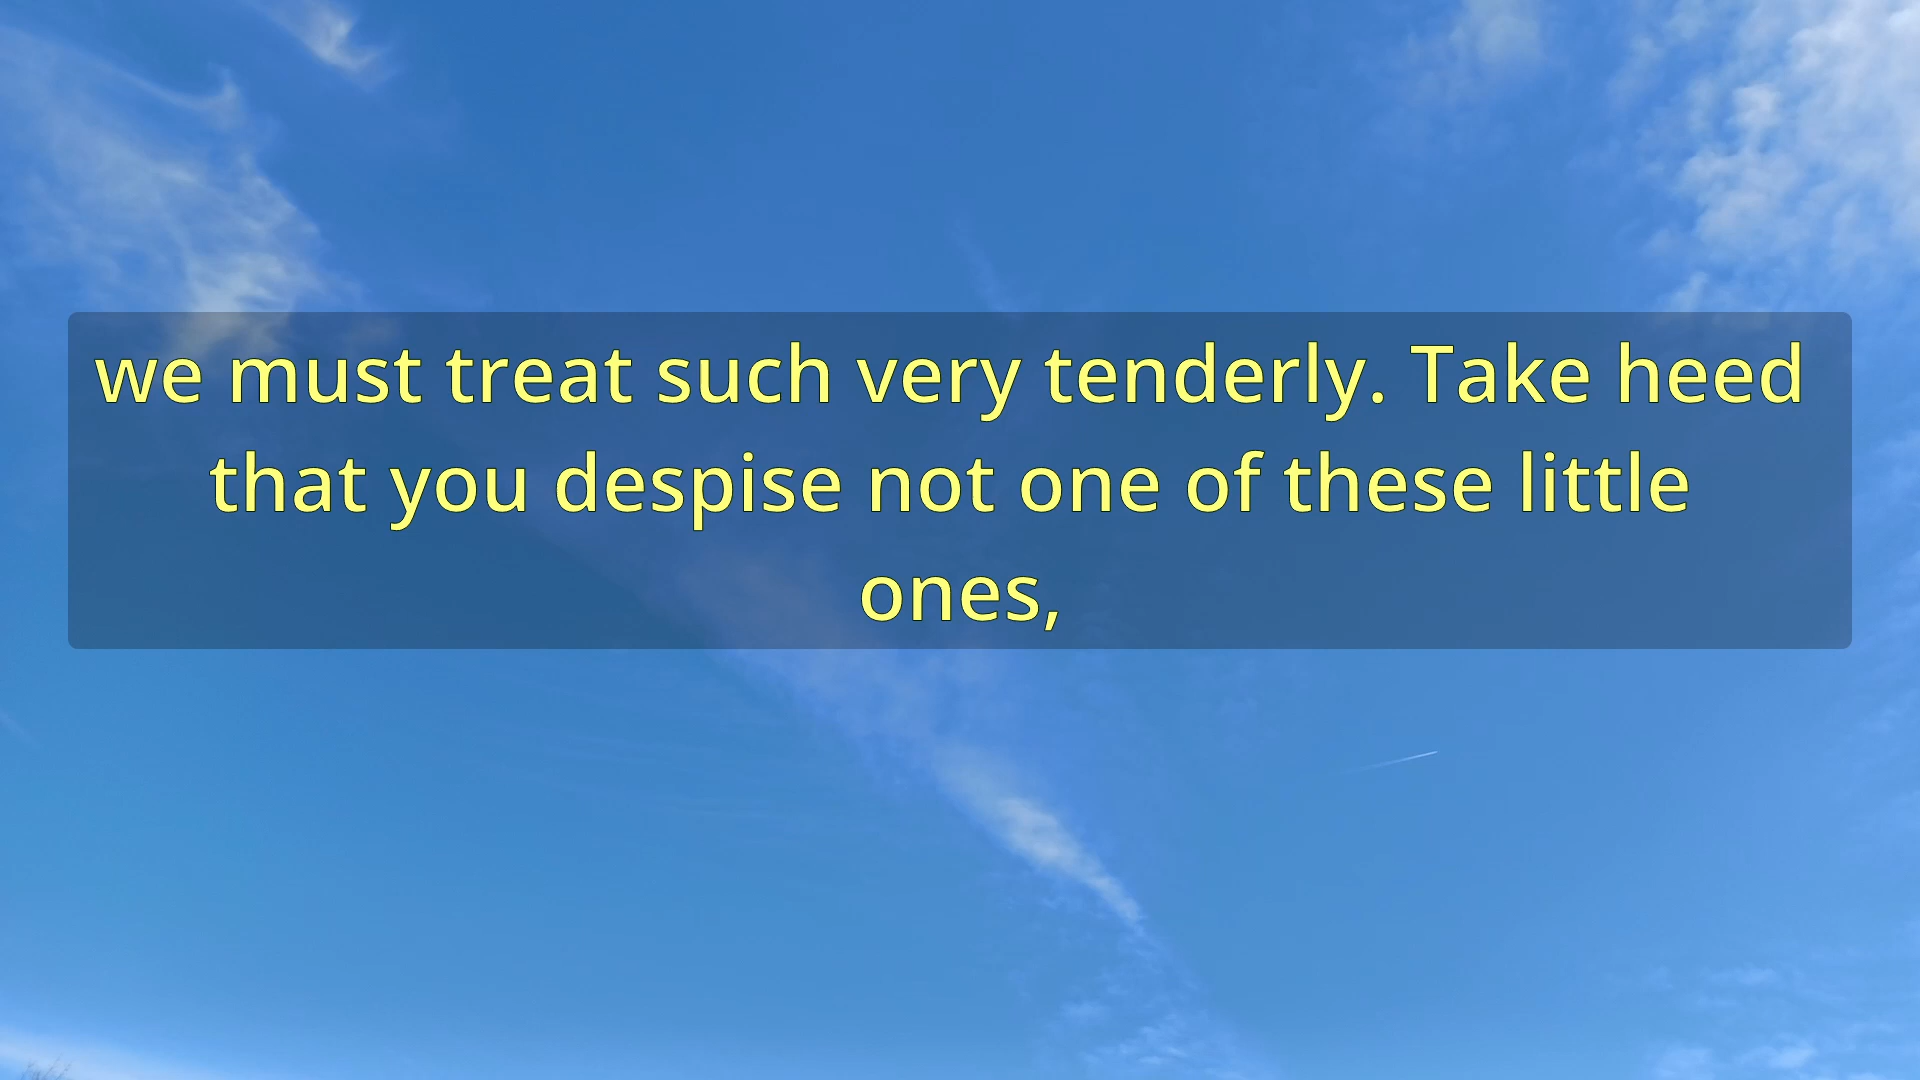 we must treat such very tenderly. Take heed
that you despise not one of these little
ones,